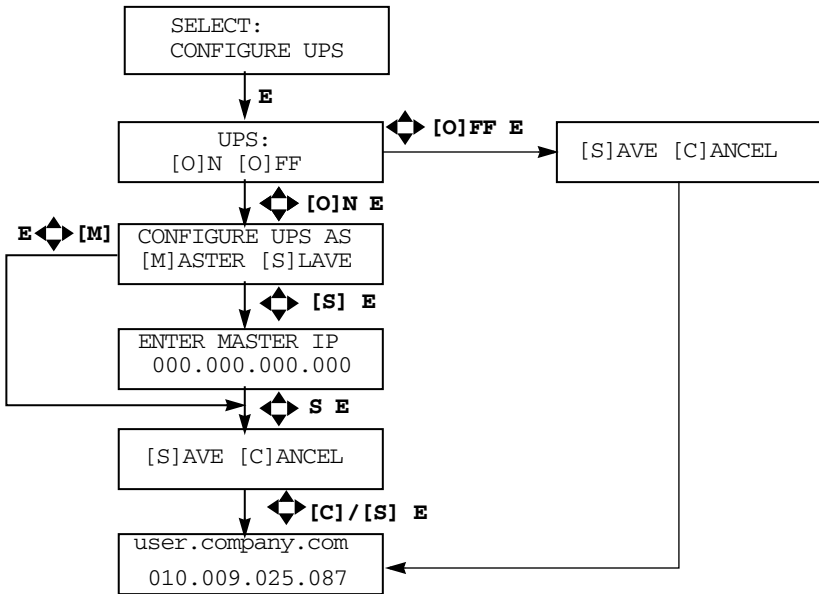 SELECT:
CONFIGURE UPS
E
UPS:
[O]N [O]FF
[O]FF E
[S]AVE [C]ANCEL
[O]N E
E [M]
CONFIGURE UPS AS
[M]ASTER [S]LAVE
[S] E
ENTER MASTER IP
000.000.000.000
S E
[S]AVE [C]ANCEL
[C]/[S] E
user.company.com
010.009.025.087